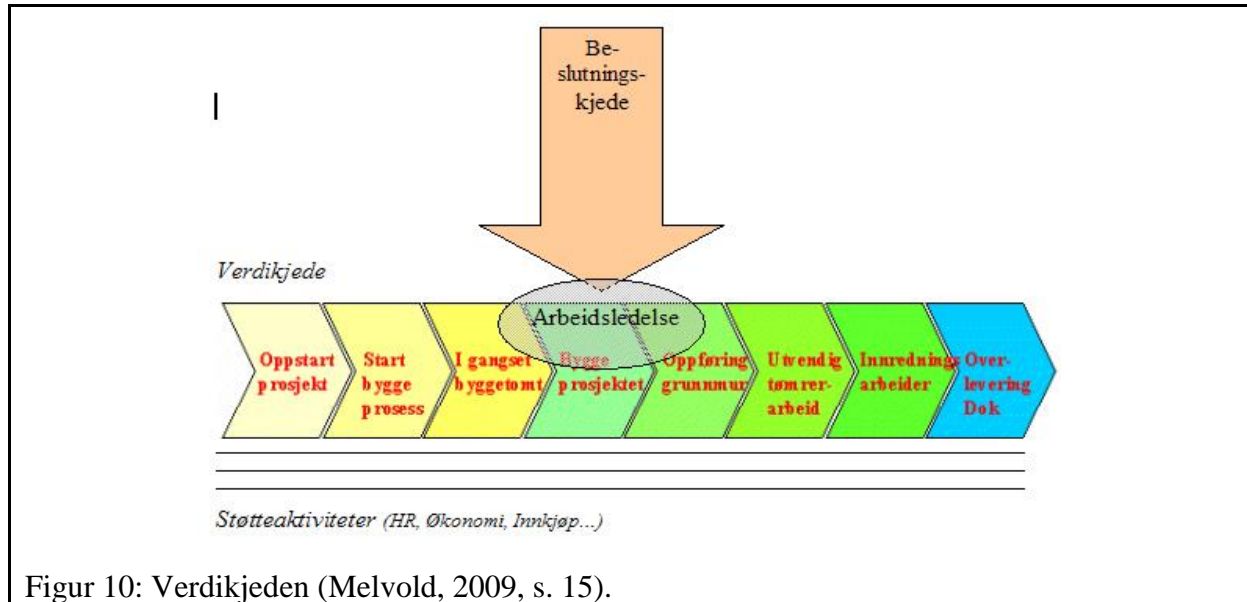 Be-
slutnings-
kjede
Verdikjede
Arbeidsledelse
Oppstart
prosjekt
Start
bygge
prosess
I gangset
byggetomt
Bygge
prosjektet
Oppføring
grunnmur
Utvendig
tømrer-
arbeid
Innrednings
arbeider
Over-
levering
Dok
Støtteaktiviteter (HR, Økonomi, Innkjøp...)
Figur 10: Verdikjeden (Melvold, 2009, s. 15).